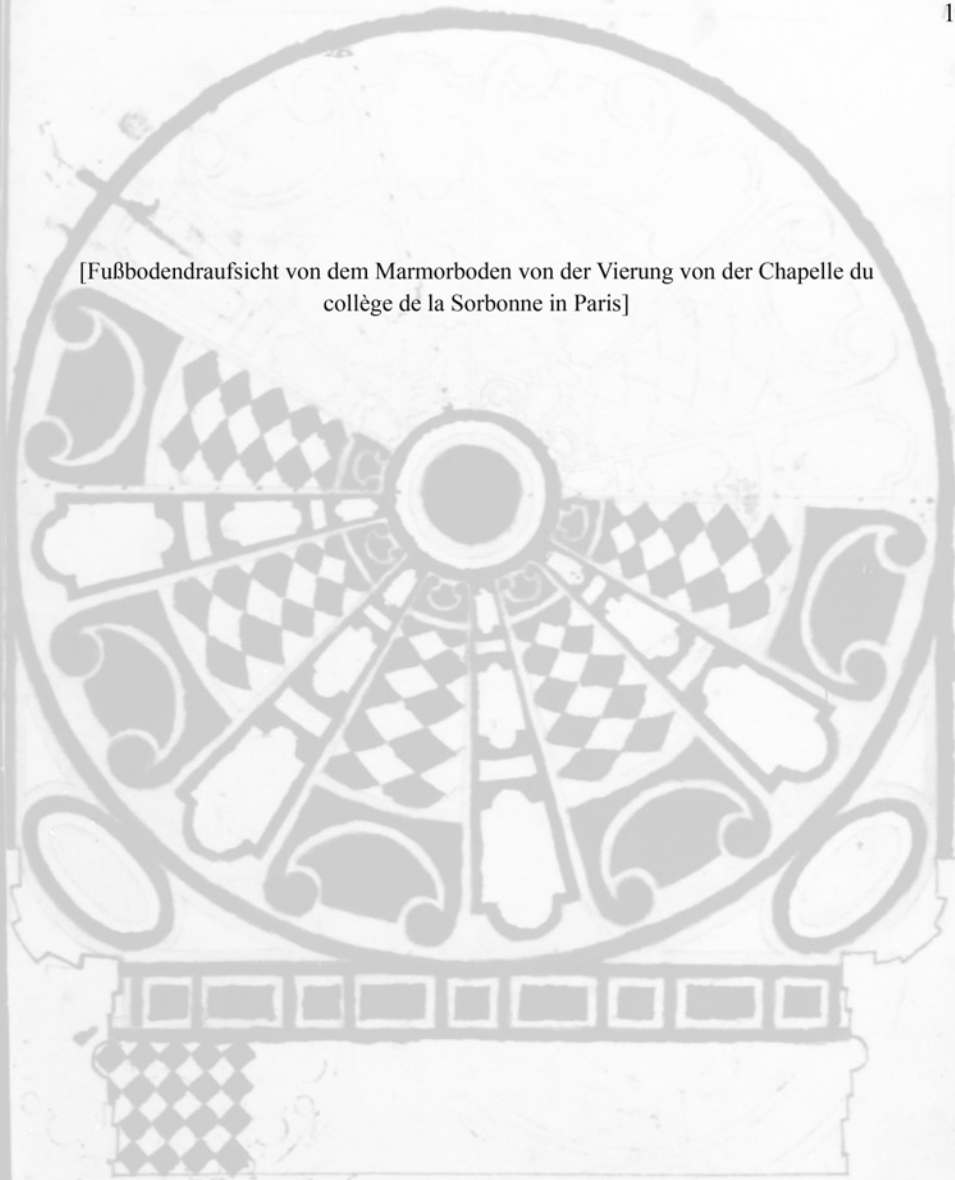 1
[Fußbodendraufsicht von dem Marmorboden von der Vierung von der Chapelle du
collège de la Sorbonne in Paris]